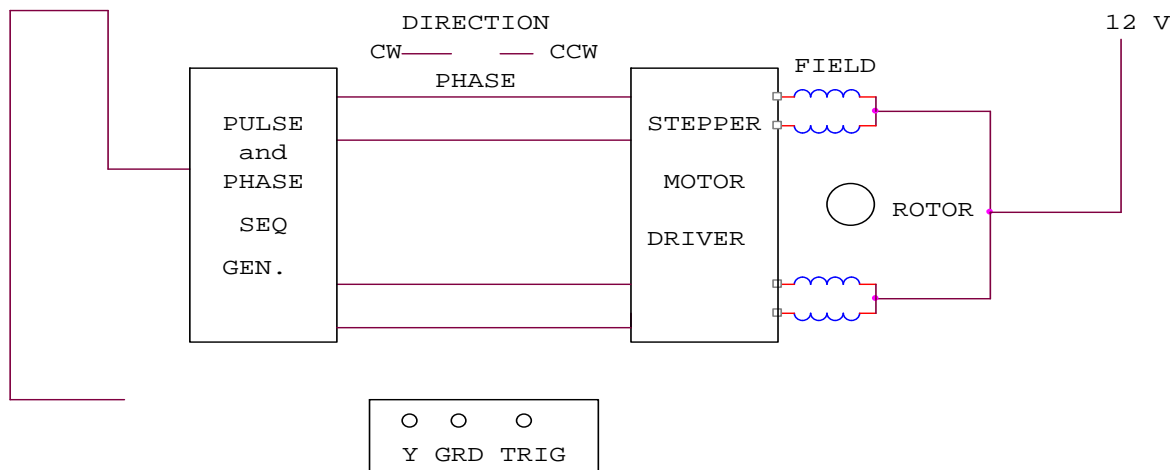 DIRECTION
12 V
CW CCW
PHASE
FIELD
PULSE
and
PHASE
SEQ
GEN.
STEPPER
MOTOR
DRIVER
ROTOR
Y GRD TRIG